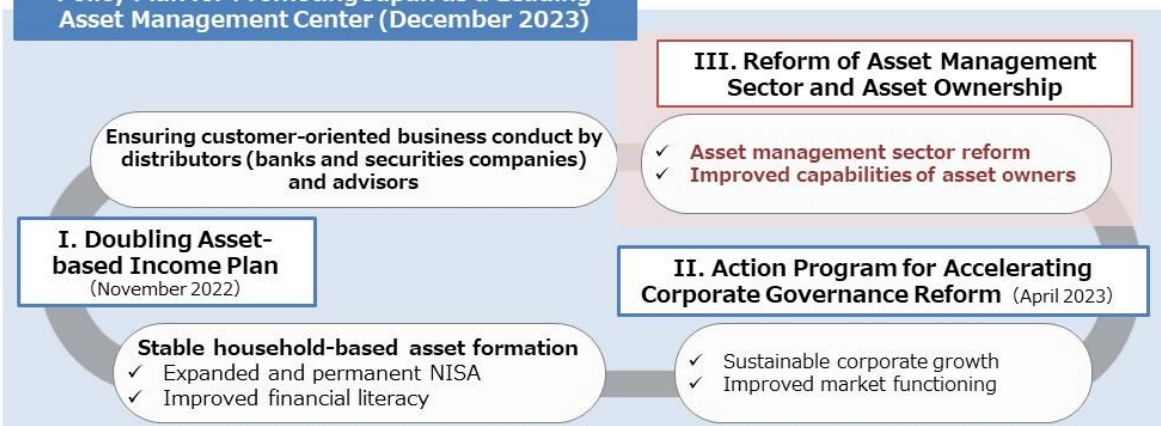 Policy Plan for Promoting Japan as a Leading
Asset Management Center (December 2023)
III. Reform of Asset Management
Sector and Asset Ownership
Ensuring customer-oriented business conduct by
distributors (banks and securities companies)
and advisors
✓ Asset management sector reform
✓ Improved capabilities of asset owners
I. Doubling Asset-
based Income Plan
(November 2022)
II. Action Program for Accelerating
Corporate Governance Reform (April 2023)
Stable household-based asset formation
✓ Expanded and permanent NISA
✓ Improved financial literacy
✓ Sustainable corporate growth
✓ Improved market functioning